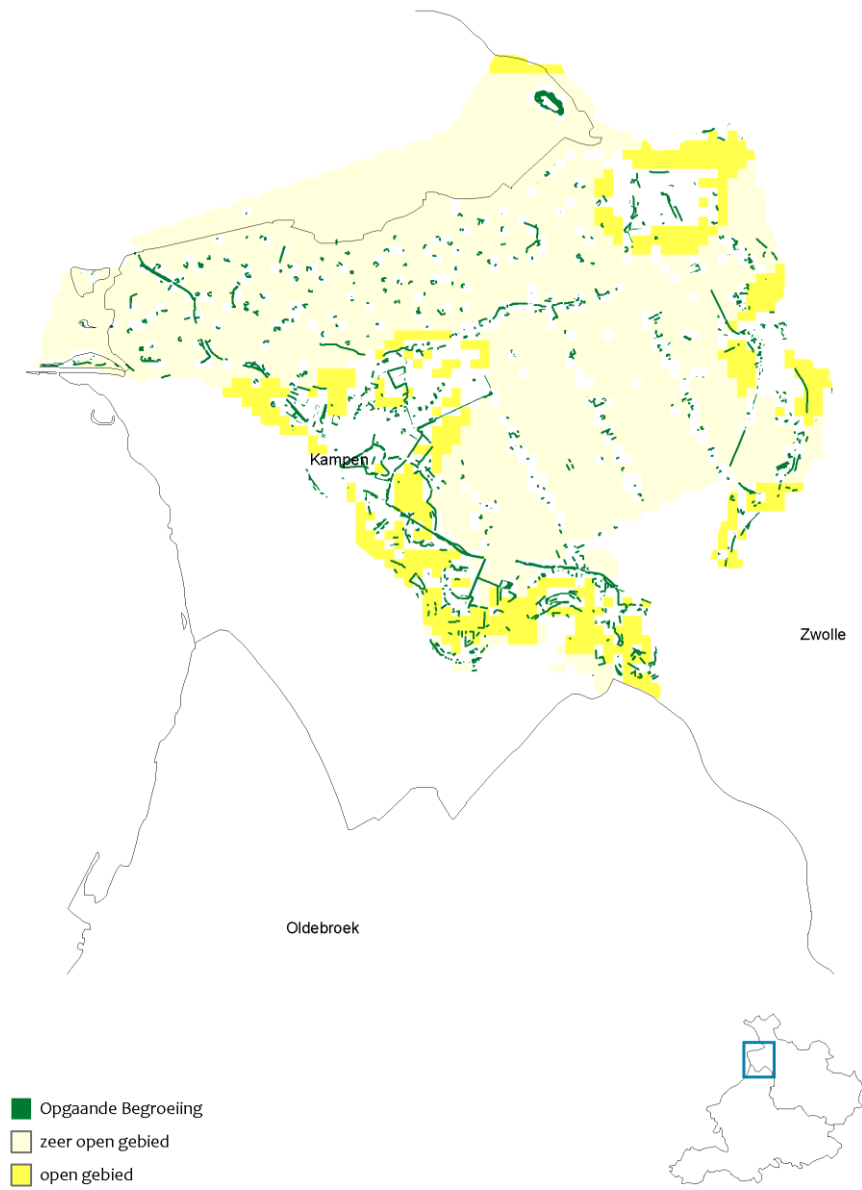 Kampen
Zwolle
Oldebroek
Opgaande Begroeiing
zeer open gebied
open gebied